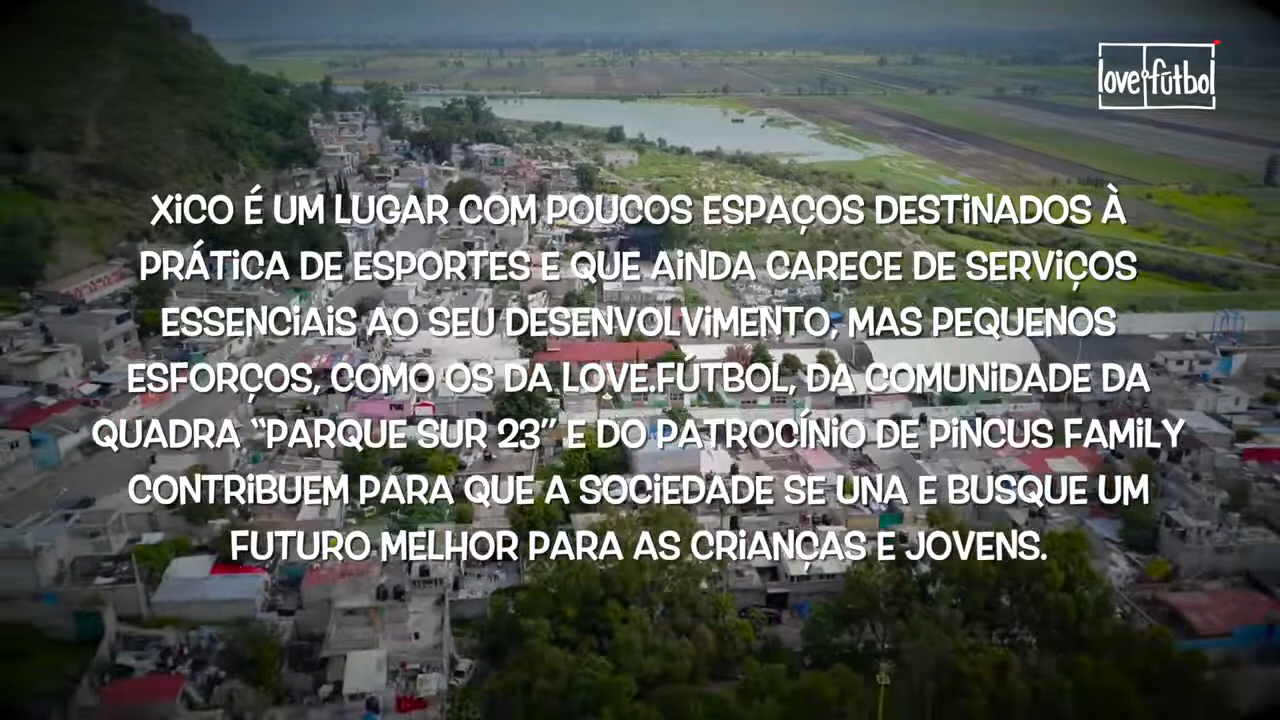 love.fútbol
XiCO É UM LUGAR COM POUCOS ESPAÇOS DESTiNADOS À
PRÁTiCA DE ESPORTES E QUE AiNDA CARECE DE SERViÇOS
ESSENCiAiS AO SEU DESENVOLViMENTO, MAS PEQUENOS
ESFORÇOS, COMO OS DA LOVE.FÚTBOL, DA COMUNiDADE DA
QUADRA “PARQUE SUR 23” E DO PATROCÍNiO DE PiNCUS FAMiLY
CONTRiBUEM PARA QUE A SOCiEDADE SE UNA E BUSQUE UM
FUTURO MELHOR PARA AS CRiANÇAS E JOVENS.